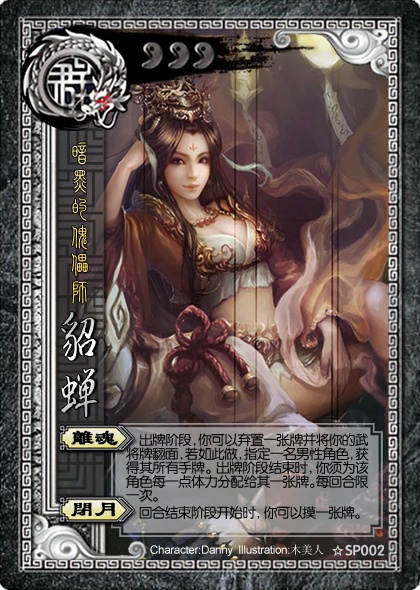 群
暗黑的傀儡師
貂蟬
離魂
出牌阶段，你可以弃置一张牌并将你的武
将牌翻面，若如此做，指定一名男性角色，获
得其所有手牌。出牌阶段结束时，你须为该
角色每一点体力分配给其一张牌。每回合限
一次。
閉月
回合结束阶段开始时，你可以摸一张牌。
Character:Danny Illustration:木美人 ☆SP002